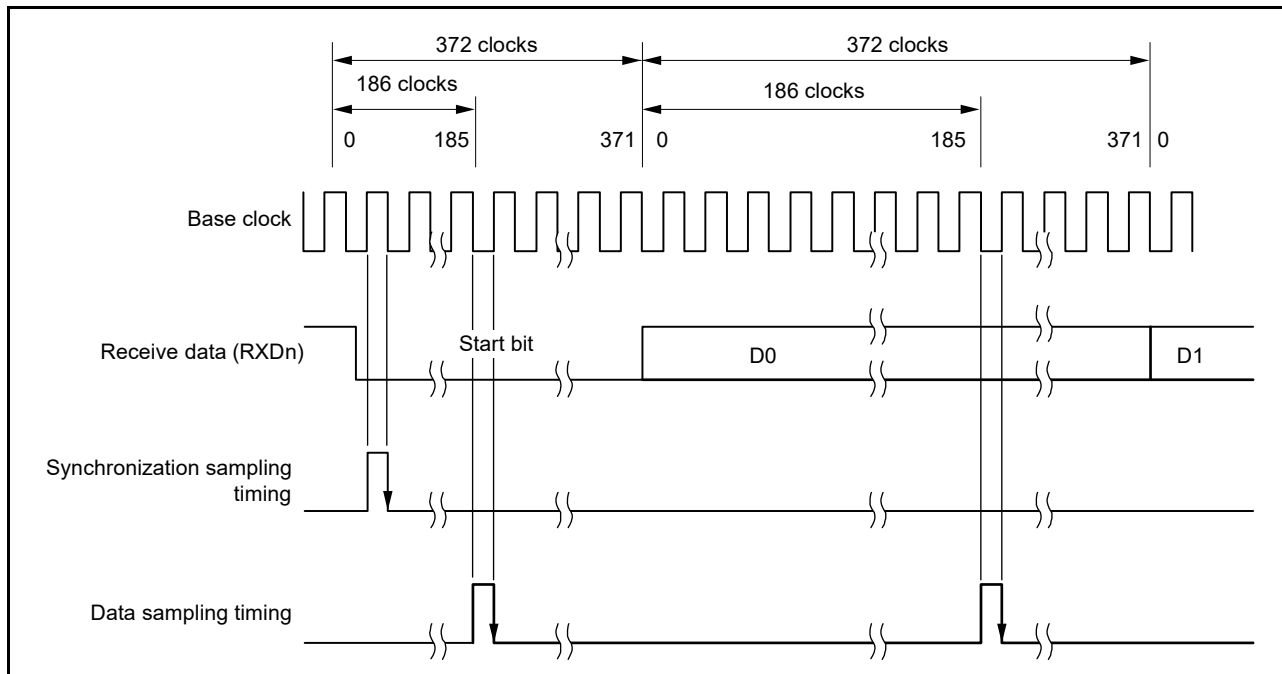 372 clocks 372 clocks
186 clocks 186 clocks
0 185 371 0 185 371 0
Base clock
Start bit
Receive data (RXDn) D0 D1
Synchronization sampling
timing
Data sampling timing